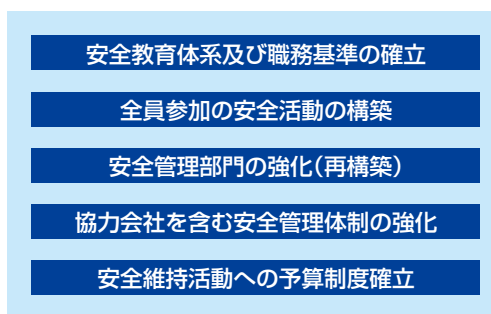 安全教育体系及び職務基準の確立
全員参加の安全活動の構築
安全管理部門の強化(再構築)
協力会社を含む安全管理体制の強化
安全維持活動への予算制度確立